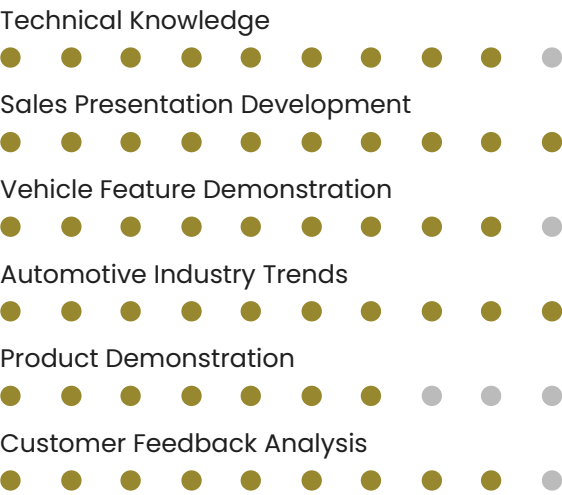 Technical Knowledge
Sales Presentation Development
Vehicle Feature Demonstration
Automotive Industry Trends
Product Demonstration
Customer Feedback Analysis